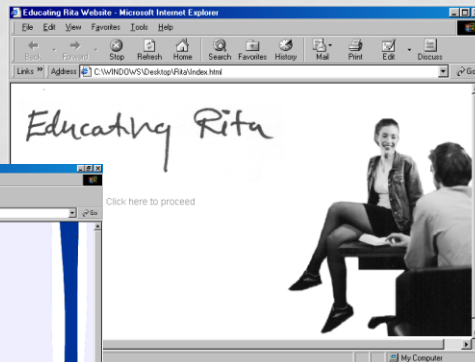 Educating Rita Website - Microsoft Internet Explorer
File Edit View Favorites Tools Help
Back Forward Stop Refresh Home Search Favorites History Mail Print Edit Discuss
Links » Address C:\WINDOWS\Desktop\Rita\Index.html Go
Educating Rita
Click here to proceed
Go
My Computer